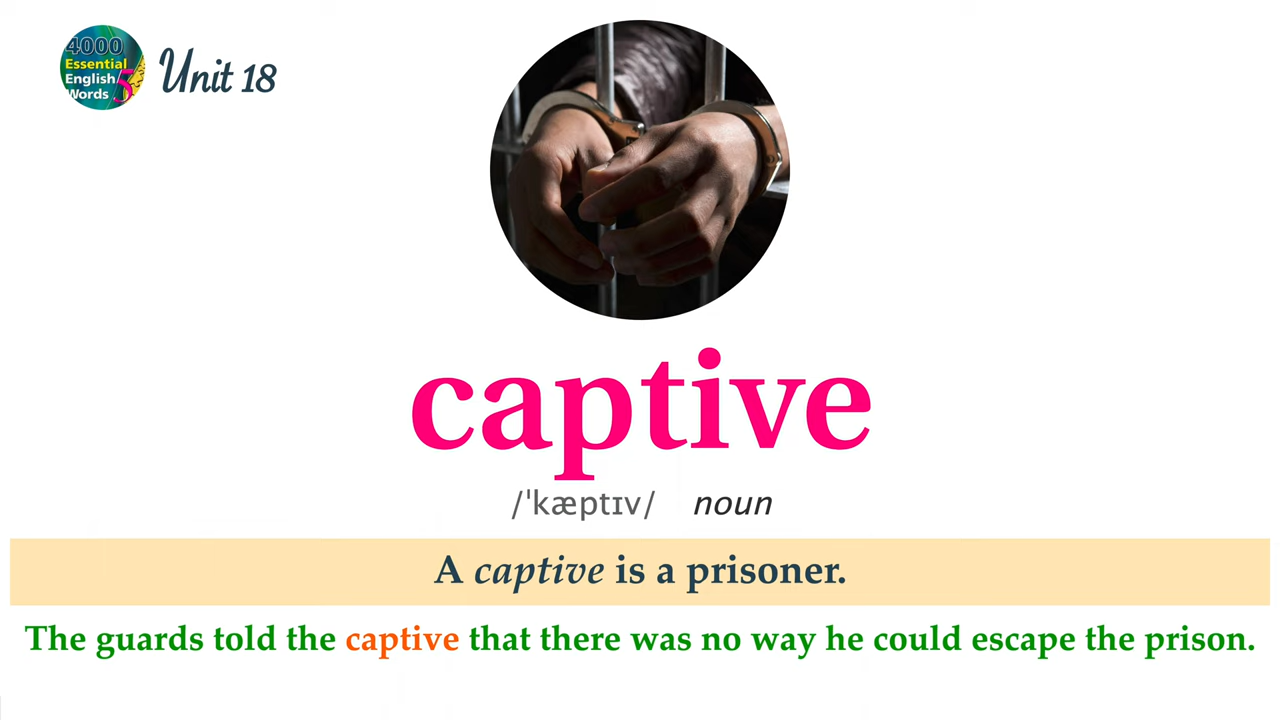 4000
Essential
English
Words 5
Unit 18
captive
/ˈkæptɪv/ noun
A captive is a prisoner.
The guards told the captive that there was no way he could escape the prison.